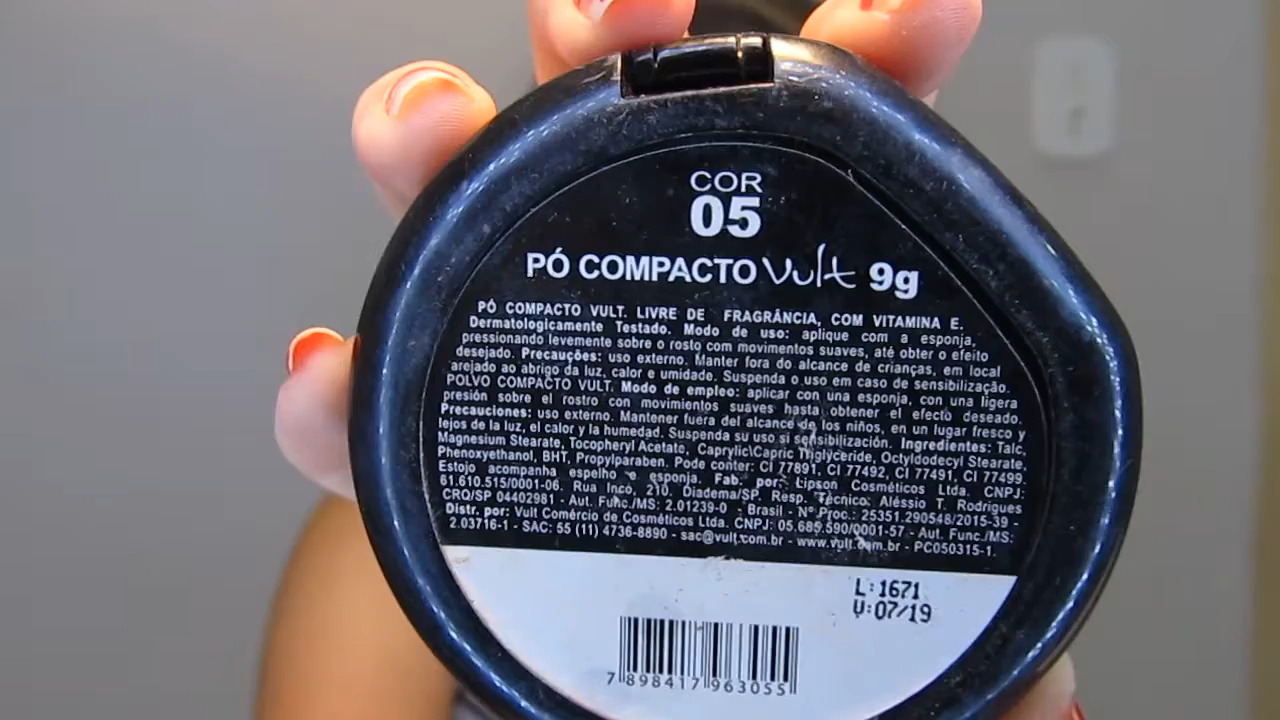 COR
05
PÓ COMPACTO Vult 9g
PÓ COMPACTO VULT. LIVRE DE FRAGRÂNCIA, COM VITAMINA E.
Dermatologicamente Testado. Modo de uso: aplique com a esponja,
pressionando levemente sobre o rosto com movimentos suaves, até obter o efeito
desejado. Precauções: uso externo. Manter fora do alcance de crianças, em local
arejado ao abrigo da luz, calor e umidade. Suspenda o uso em caso de sensibilização.
POLVO COMPACTO VULT. Modo de empleo: aplicar con una esponja, con una ligera
presión sobre el rostro con movimientos suaves hasta obtener el efecto deseado.
Precauciones: uso externo. Mantener fuera del alcance de los niños, en un lugar fresco y
lejos de la luz, el calor y la humedad. Suspenda su uso si sensibilización. Ingredientes: Talc,
Magnesium Stearate, Tocopheryl Acetate, Caprylic\Capric Triglyceride, Octyldodecyl Stearate,
Phenoxyethanol, BHT, Propylparaben. Pode conter: CI 77891, CI 77492, CI 77491, CI 77499.
Estojo acompanha espelho e esponja. Fab. por: Lipson Cosméticos Ltda. CNPJ:
61.610.515/0001-06. Rua Inco, 210. Diadema/SP. Resp. Técnico: Aléssio T. Rodrigues
CRQ/SP 04402981 - Aut. Func./MS: 2.01239-0 - Brasil - Nº Proc.: 25351.290548/2015-39 -
Distr. por: Vult Comércio de Cosméticos Ltda. CNPJ: 05.685.590/0001-57 - Aut. Func./MS:
2.03716-1 - SAC: 55 (11) 4736-8890 - sac@vult.com.br - www.vult.com.br - PC050315-1.
L:1671
V:07/19
7 898417 963055